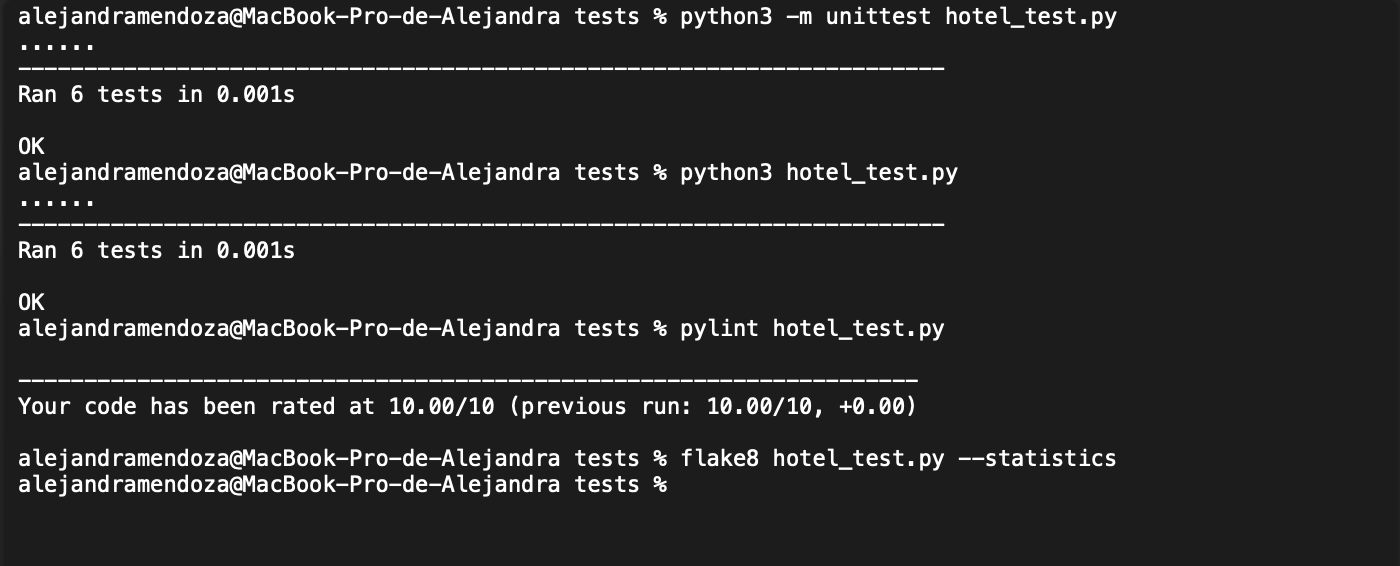 alejandramendoza@MacBook-Pro-de-Alejandra tests % python3 -m unittest hotel_test.py
......
----------------------------------------------------------------------
Ran 6 tests in 0.001s
OK
alejandramendoza@MacBook-Pro-de-Alejandra tests % python3 hotel_test.py
......
----------------------------------------------------------------------
Ran 6 tests in 0.001s
OK
alejandramendoza@MacBook-Pro-de-Alejandra tests % pylint hotel_test.py
--------------------------------------------------------------------
Your code has been rated at 10.00/10 (previous run: 10.00/10, +0.00)
alejandramendoza@MacBook-Pro-de-Alejandra tests % flake8 hotel_test.py --statistics
alejandramendoza@MacBook-Pro-de-Alejandra tests %